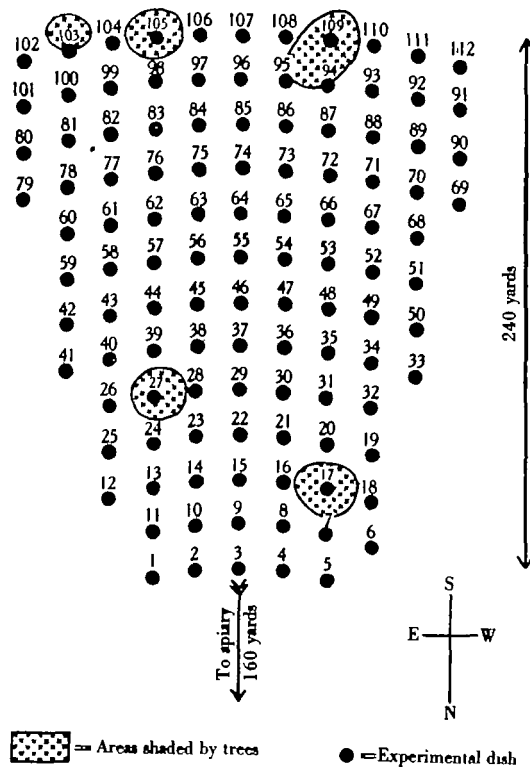 102 103 104 105 106 107 108 109 110 111 112
101 100 99 98 97 96 95 94 93 92 91
80 81 82 83 84 85 86 87 88 89 90
79 78 77 76 75 74 73 72 71 70 69
60 61 62 63 64 65 66 67 68
59 58 57 56 55 54 53 52 51
42 43 44 45 46 47 48 49 50
41 40 39 38 37 36 35 34 33
26 27 28 29 30 31 32
25 24 23 22 21 20 19
12 13 14 15 16 17 18
11 10 9 8 7 6
1 2 3 4 5
240 yards
To apiary
160 yards
S
E W
N
= Areas shaded by trees
=Experimental dish